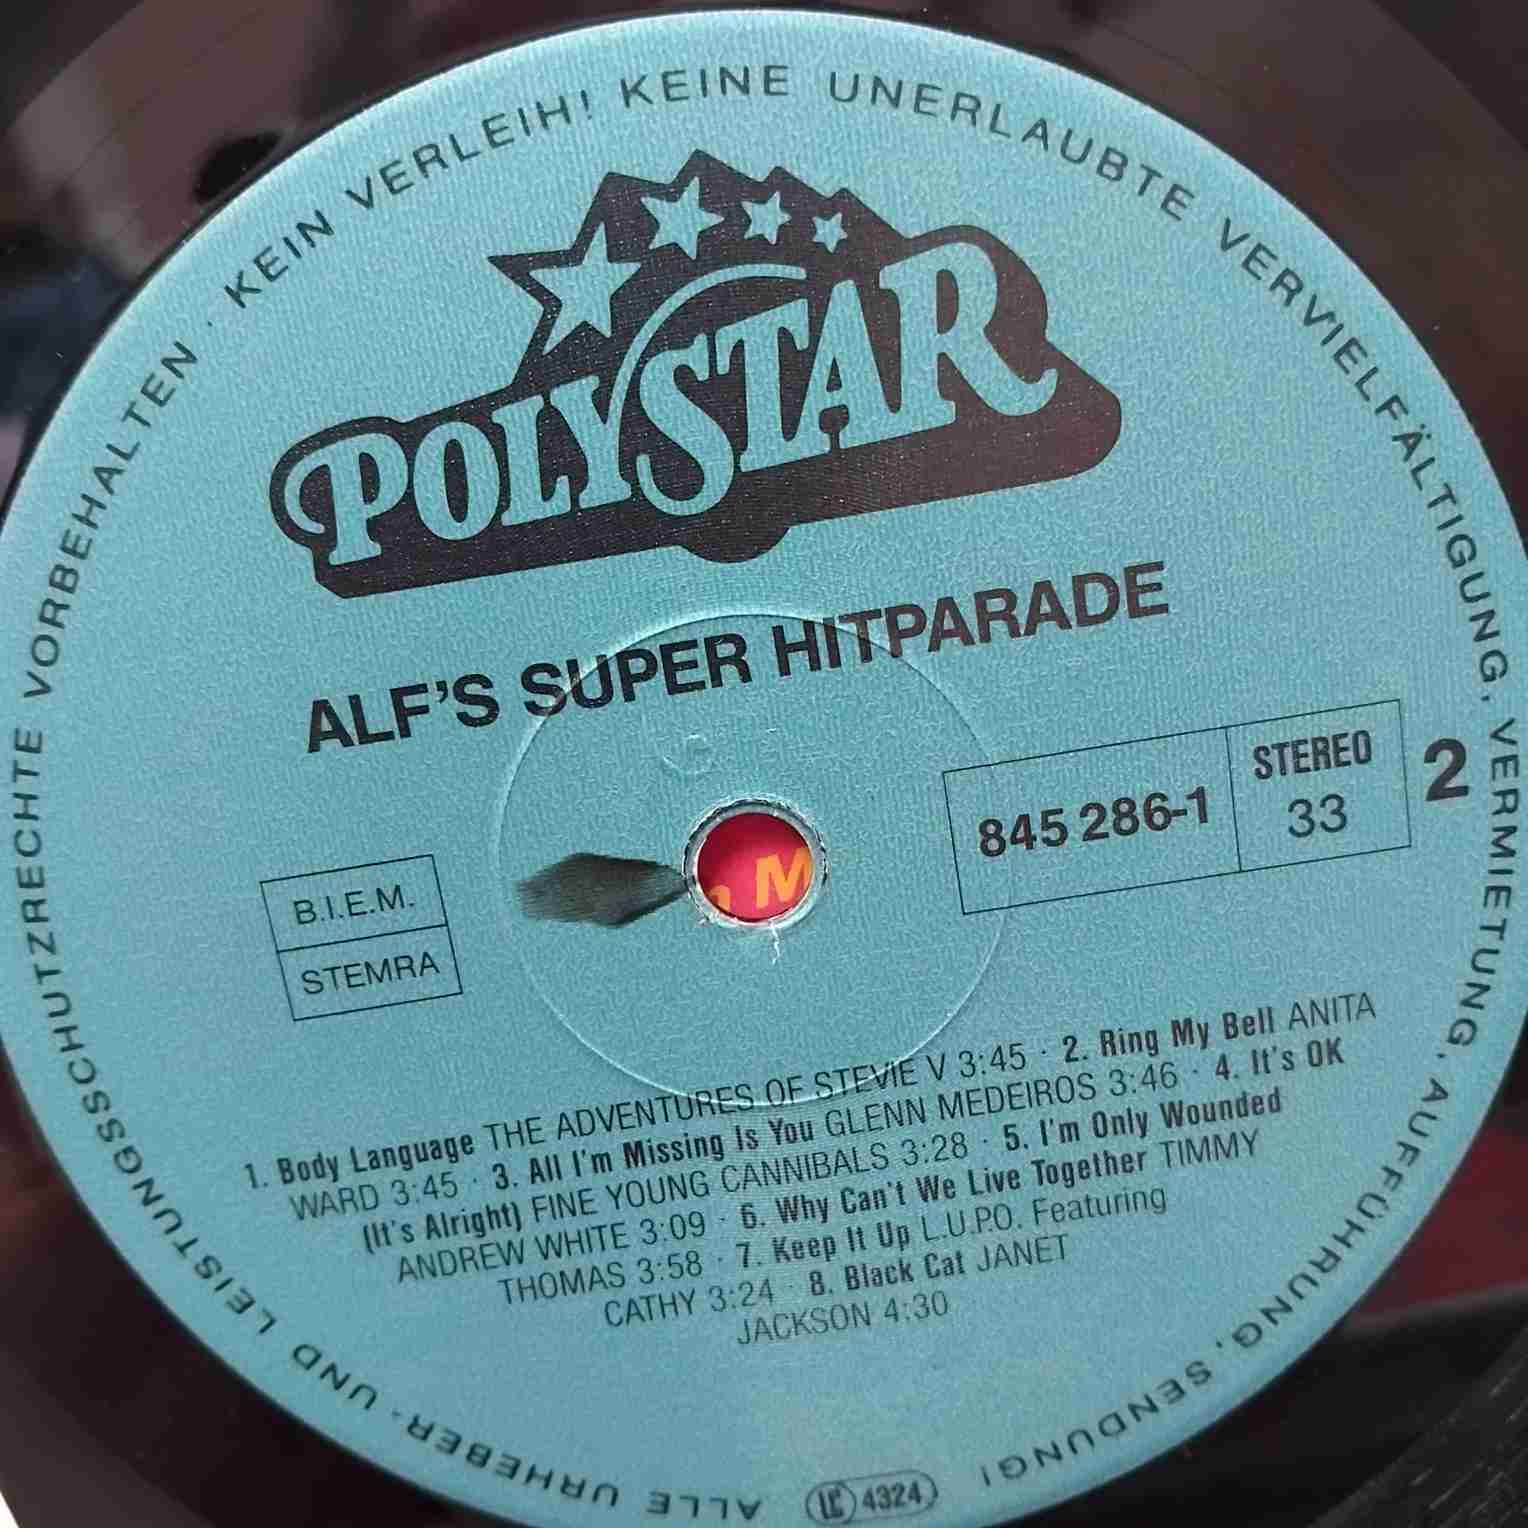 ALLE URHEBER- UND LEISTUNGSSCHUTZRECHTE VORBEHALTEN · KEIN VERLEIH! KEINE UNERLAUBTE VERVIELFÄLTIGUNG, VERMIETUNG, AUFFÜHRUNG, SENDUNG!
POLYSTAR
ALF'S SUPER HITPARADE
845 286-1
STEREO
33
2
B.I.E.M.
STEMRA
1. Body Language THE ADVENTURES OF STEVIE V 3:45 · 2. Ring My Bell ANITA
WARD 3:45 · 3. All I'm Missing Is You GLENN MEDEIROS 3:46 · 4. It's OK
(It's Alright) FINE YOUNG CANNIBALS 3:28 · 5. I'm Only Wounded
ANDREW WHITE 3:09 · 6. Why Can't We Live Together TIMMY
THOMAS 3:58 · 7. Keep It Up L.U.P.O. Featuring
CATHY 3:24 · 8. Black Cat JANET
JACKSON 4:30
LC 4324
M